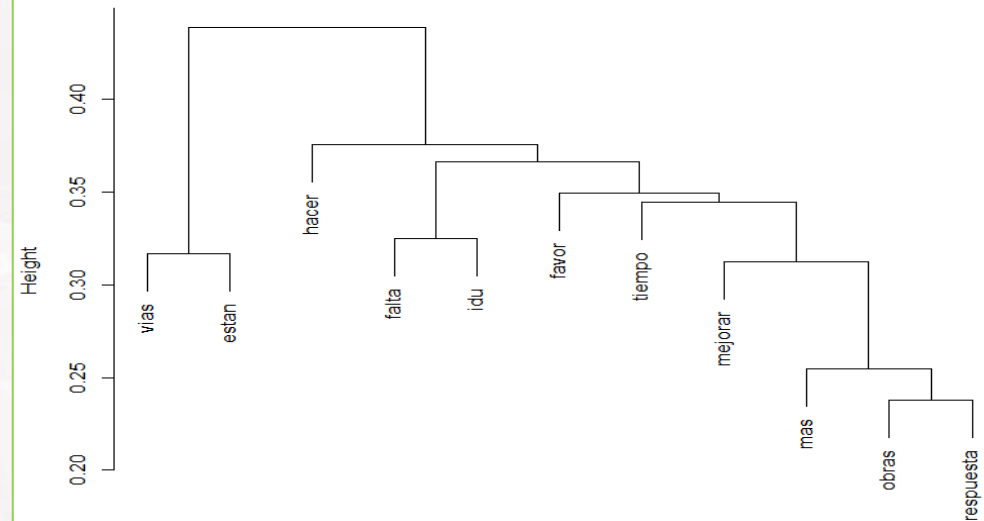 Height
0.40
0.35
0.30
0.25
0.20
vias
estan
hacer
falta
idu
favor
tiempo
mejorar
mas
obras
respuesta